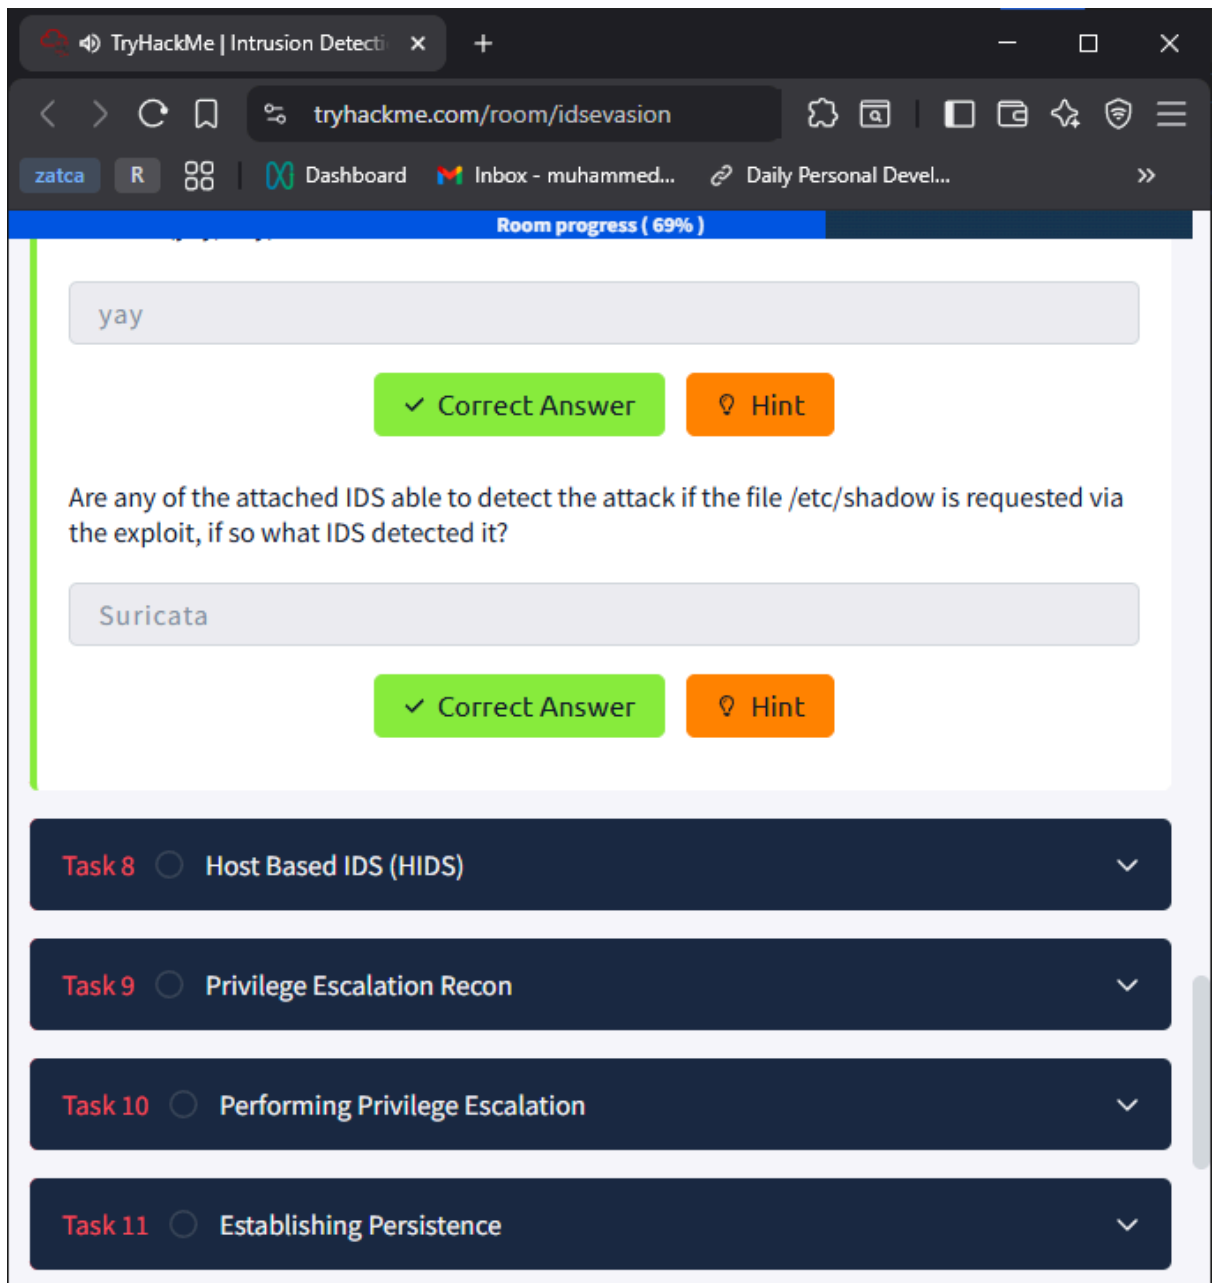 TryHackMe | Intrusion Detecti
tryhackme.com/room/idsevasion
zatca R Dashboard Inbox - muhammed... Daily Personal Devel... »
Room progress ( 69% )
yay
Correct Answer Hint
Are any of the attached IDS able to detect the attack if the file /etc/shadow is requested via
the exploit, if so what IDS detected it?
Suricata
Correct Answer Hint
Task 8 Host Based IDS (HIDS)
Task 9 Privilege Escalation Recon
Task 10 Performing Privilege Escalation
Task 11 Establishing Persistence